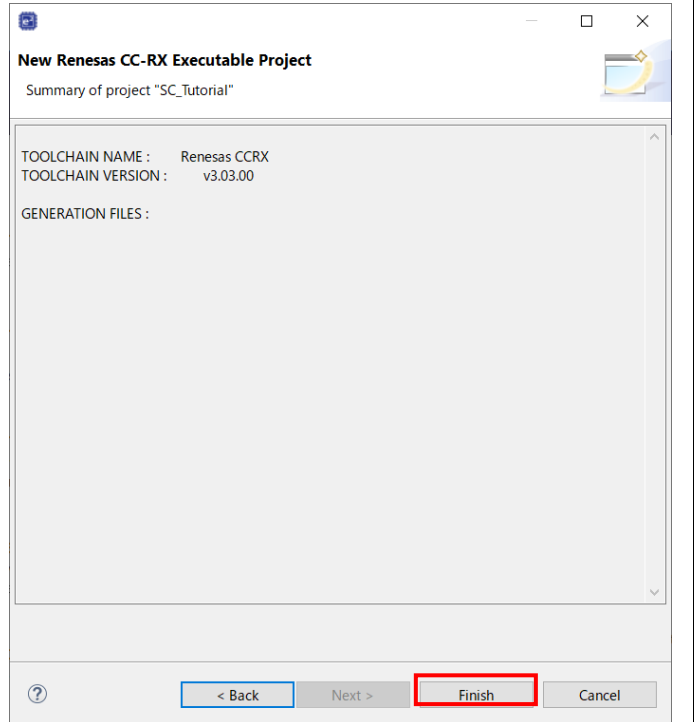 New Renesas CC-RX Executable Project
Summary of project "SC_Tutorial"
TOOLCHAIN NAME : Renesas CCRX
TOOLCHAIN VERSION : v3.03.00
GENERATION FILES :
?
< Back Next > Finish Cancel